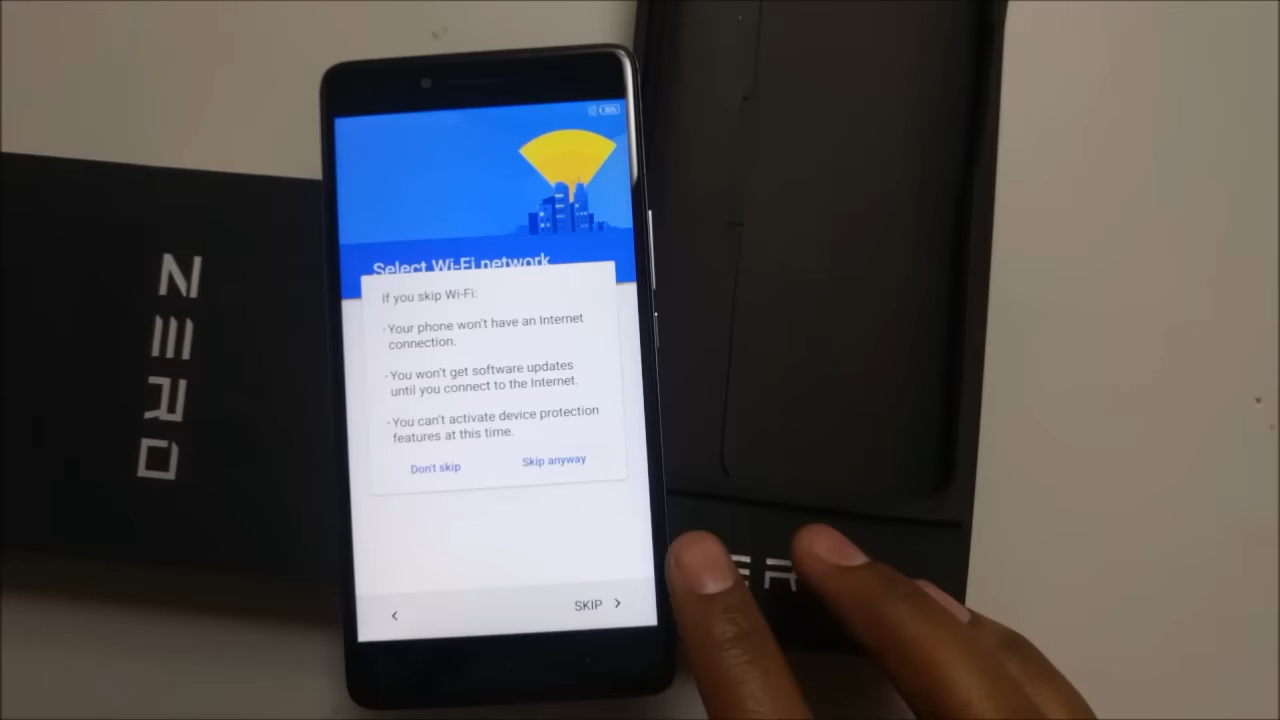 ZERO
Select Wi-Fi network
If you skip Wi-Fi:
· Your phone won't have an Internet
connection.
· You won't get software updates
until you connect to the Internet.
· You can't activate device protection
features at this time.
Don't skip
Skip anyway
SKIP
ER